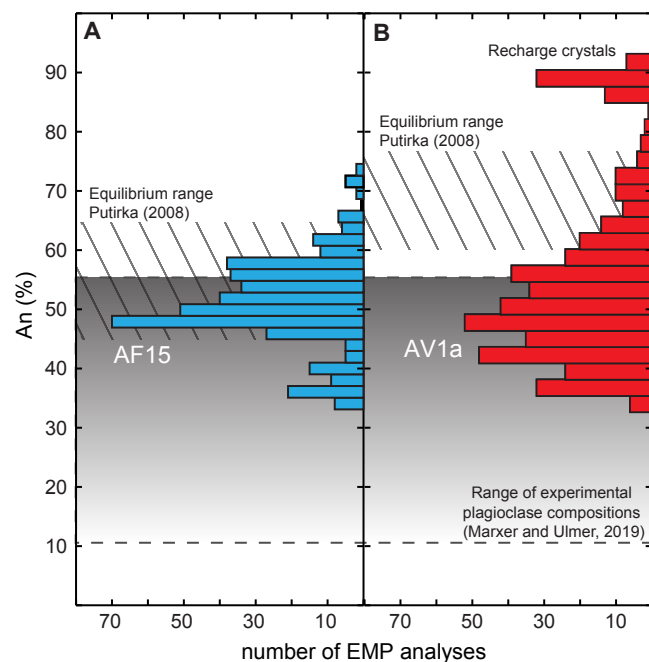 A
B
Recharge crystals
Equilibrium range
Putirka (2008)
Equilibrium range
Putirka (2008)
An (%)
90
80
70
60
50
40
30
20
10
AF15
AV1a
Range of experimental
plagioclase compositions
(Marxer and Ulmer, 2019)
70 50 30 10 70 50 30 10
number of EMP analyses